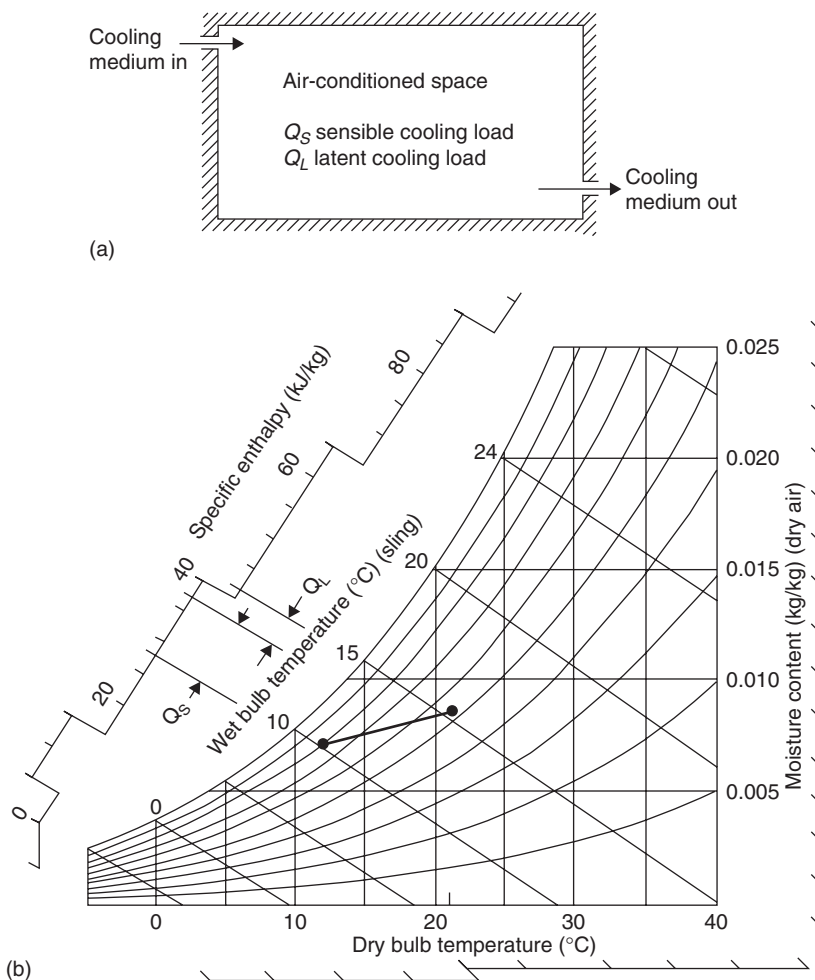 Cooling
medium in
Air-conditioned space
Q_S sensible cooling load
Q_L latent cooling load
Cooling
medium out
(a)
Specific enthalpy (kJ/kg)
0
20
40
60
80
Q_S
Q_L
Wet bulb temperature (°C) (sling)
0
10
15
20
24
0.025
0.020
0.015
0.010
0.005
Moisture content (kg/kg) (dry air)
0
10
20
30
40
Dry bulb temperature (°C)
(b)